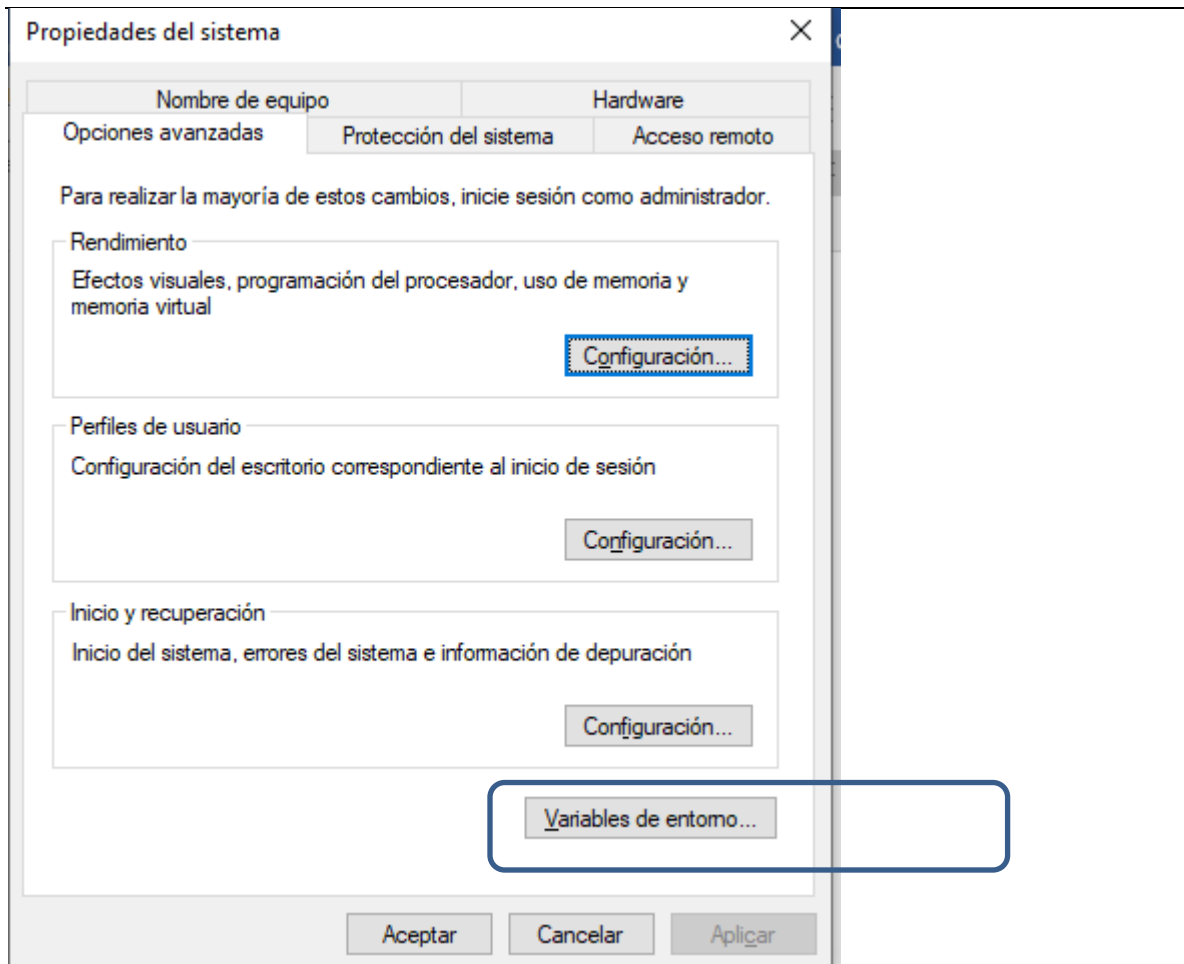 Propiedades del sistema
Nombre de equipo
Hardware
Opciones avanzadas
Protección del sistema
Acceso remoto
Para realizar la mayoría de estos cambios, inicie sesión como administrador.
Rendimiento
Efectos visuales, programación del procesador, uso de memoria y
memoria virtual
Configuración...
Perfiles de usuario
Configuración del escritorio correspondiente al inicio de sesión
Configuración...
Inicio y recuperación
Inicio del sistema, errores del sistema e información de depuración
Configuración...
Variables de entorno...
Aceptar
Cancelar
Aplicar